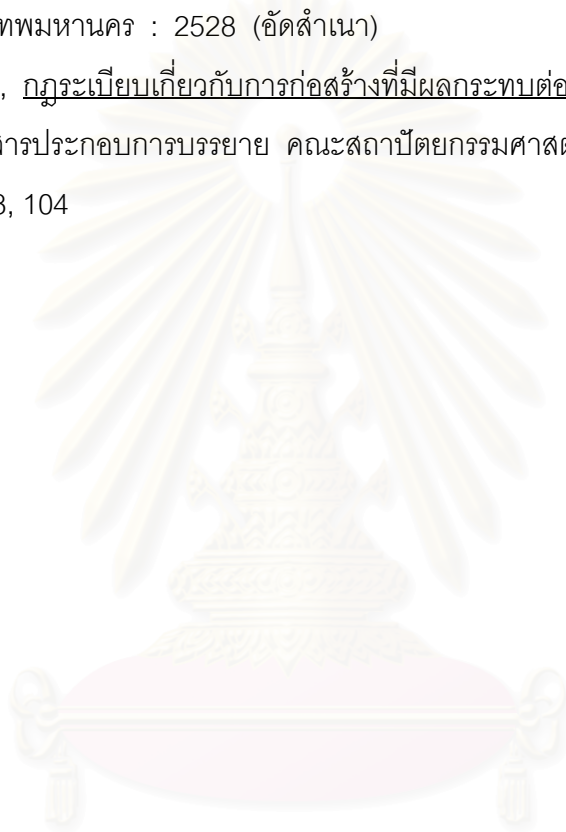 ทพมหานคร : 2528 (อัดสำเนา)
, กฎระเบียบเกี่ยวกับการก่อสร้างที่มีผลกระทบต่อ
ารประกอบการบรรยาย คณะสถาปัตยกรรมศาสต
, 104